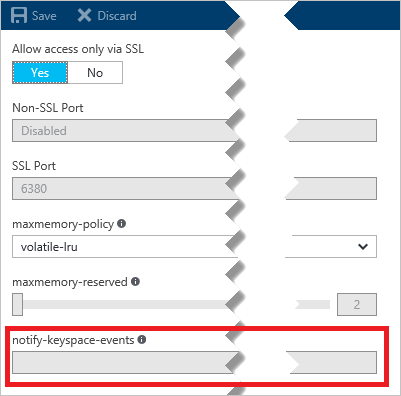 Save Discard
Allow access only via SSL
Yes No
Non-SSL Port
Disabled
SSL Port
6380
maxmemory-policy
volatile-lru
maxmemory-reserved
2
notify-keyspace-events